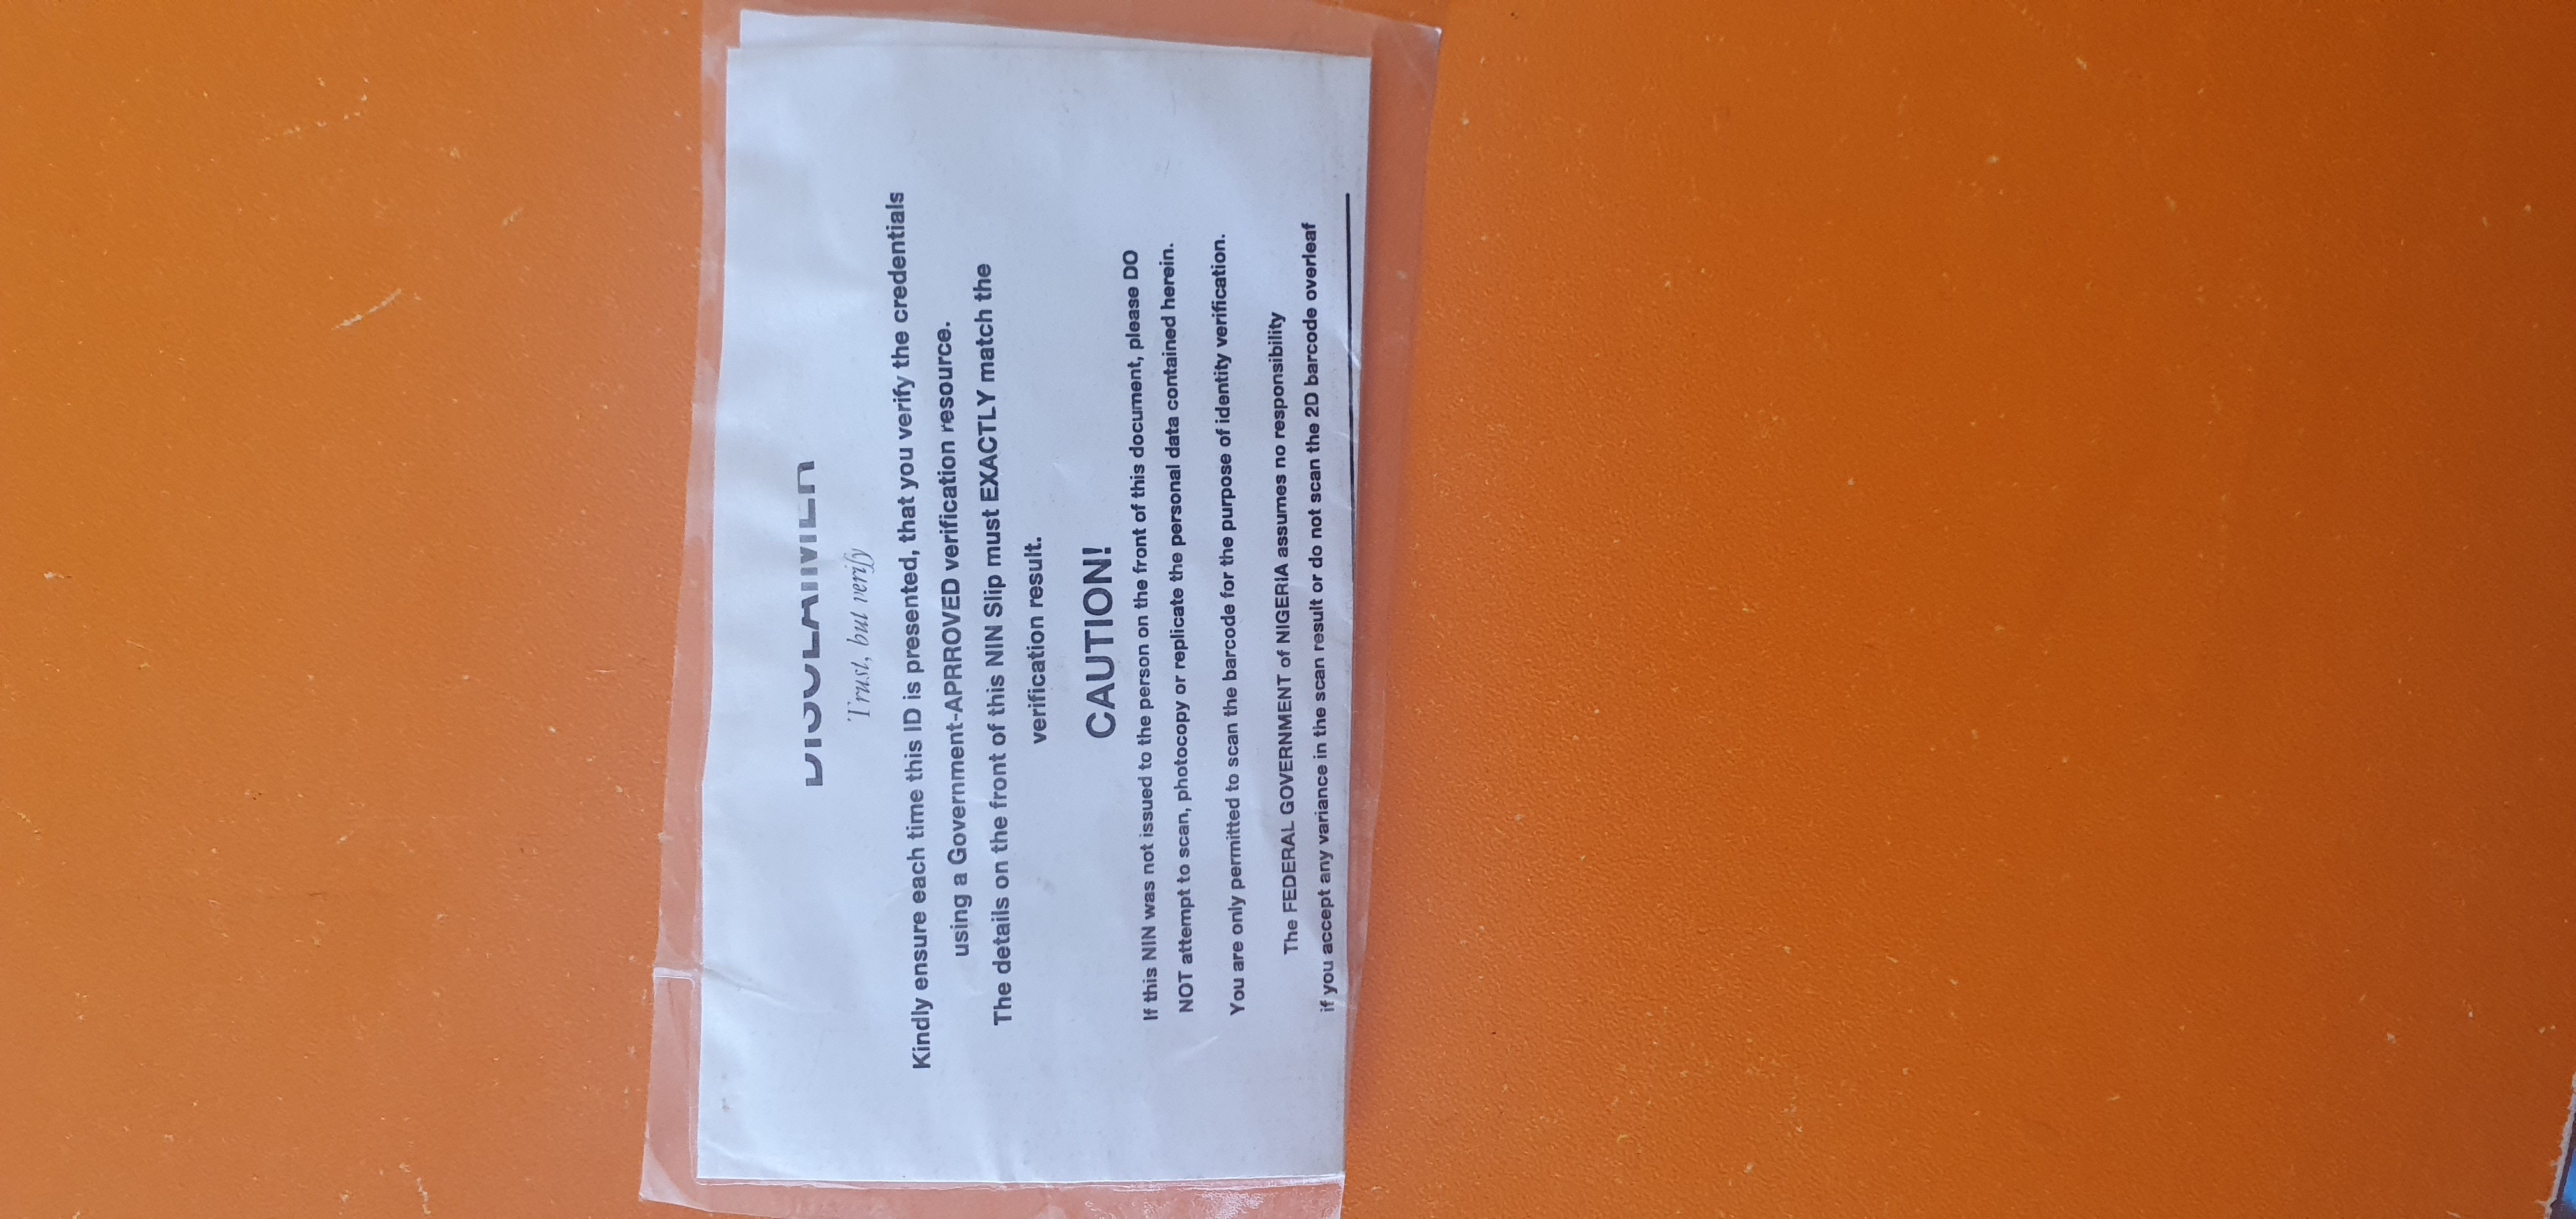 DISCLAIMER
Trust, but verify
Kindly ensure each time this ID is presented, that you verify the credentials
using a Government-APRROVED verification resource.
The details on the front of this NIN Slip must EXACTLY match the
verification result.
CAUTION!
If this NIN was not issued to the person on the front of this document, please DO
NOT attempt to scan, photocopy or replicate the personal data contained herein.
You are only permitted to scan the barcode for the purpose of identity verification.
The FEDERAL GOVERNMENT of NIGERIA assumes no responsibility
if you accept any variance in the scan result or do not scan the 2D barcode overleaf